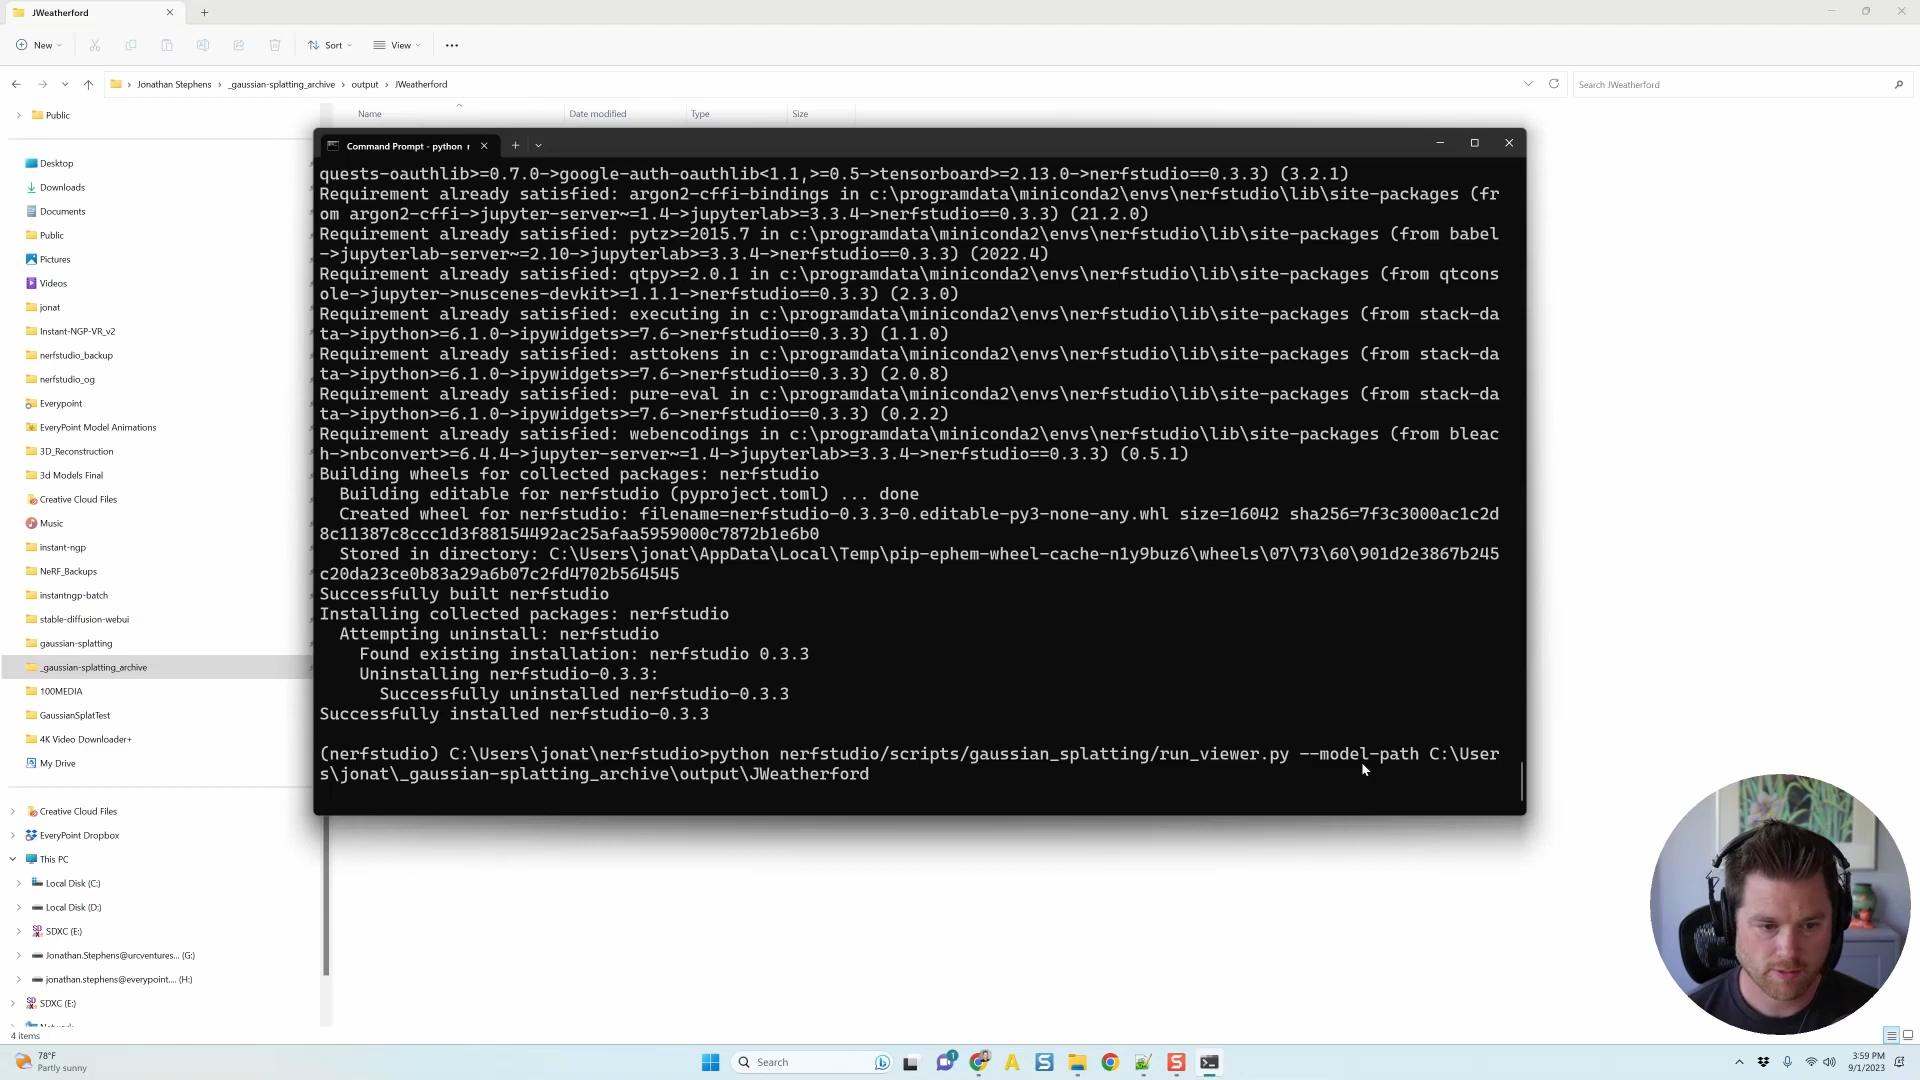 JWeatherford
New
Sort
View
Jonathan Stephens › _gaussian-splatting_archive › output › JWeatherford
Search JWeatherford
Name
Date modified
Type
Size
Public
Desktop
Downloads
Documents
Public
Pictures
Videos
jonat
Instant-NGP-VR_v2
nerfstudio_backup
nerfstudio_og
Everypoint
EveryPoint Model Animations
3D_Reconstruction
3d Models Final
Creative Cloud Files
Music
instant-ngp
NeRF_Backups
instantngp-batch
stable-diffusion-webui
gaussian-splatting
_gaussian-splatting_archive
100MEDIA
GaussianSplatTest
4K Video Downloader+
My Drive
Creative Cloud Files
EveryPoint Dropbox
This PC
Local Disk (C:)
Local Disk (D:)
SDXC (E:)
Jonathan.Stephens@urcventures... (G:)
jonathan.stephens@everypoint.... (H:)
SDXC (E:)
4 items
Command Prompt - python r
quests-oauthlib>=0.7.0->google-auth-oauthlib<1.1,>=0.5->tensorboard>=2.13.0->nerfstudio==0.3.3) (3.2.1)
Requirement already satisfied: argon2-cffi-bindings in c:\programdata\miniconda2\envs\nerfstudio\lib\site-packages (fr
om argon2-cffi->jupyter-server~=1.4->jupyterlab>=3.3.4->nerfstudio==0.3.3) (21.2.0)
Requirement already satisfied: pytz>=2015.7 in c:\programdata\miniconda2\envs\nerfstudio\lib\site-packages (from babel
->jupyterlab-server~=2.10->jupyterlab>=3.3.4->nerfstudio==0.3.3) (2022.4)
Requirement already satisfied: qtpy>=2.0.1 in c:\programdata\miniconda2\envs\nerfstudio\lib\site-packages (from qtcons
ole->jupyter->nuscenes-devkit>=1.1.1->nerfstudio==0.3.3) (2.3.0)
Requirement already satisfied: executing in c:\programdata\miniconda2\envs\nerfstudio\lib\site-packages (from stack-da
ta->ipython>=6.1.0->ipywidgets>=7.6->nerfstudio==0.3.3) (1.1.0)
Requirement already satisfied: asttokens in c:\programdata\miniconda2\envs\nerfstudio\lib\site-packages (from stack-da
ta->ipython>=6.1.0->ipywidgets>=7.6->nerfstudio==0.3.3) (2.0.8)
Requirement already satisfied: pure-eval in c:\programdata\miniconda2\envs\nerfstudio\lib\site-packages (from stack-da
ta->ipython>=6.1.0->ipywidgets>=7.6->nerfstudio==0.3.3) (0.2.2)
Requirement already satisfied: webencodings in c:\programdata\miniconda2\envs\nerfstudio\lib\site-packages (from bleac
h->nbconvert>=6.4.4->jupyter-server~=1.4->jupyterlab>=3.3.4->nerfstudio==0.3.3) (0.5.1)
Building wheels for collected packages: nerfstudio
Building editable for nerfstudio (pyproject.toml) ... done
Created wheel for nerfstudio: filename=nerfstudio-0.3.3-0.editable-py3-none-any.whl size=16042 sha256=7f3c3000ac1c2d
8c11387c8ccc1d3f88154492ac25afaa5959000c7872b1e6b0
Stored in directory: C:\Users\jonat\AppData\Local\Temp\pip-ephem-wheel-cache-n1y9buz6\wheels\07\73\60\901d2e3867b245
c20da23ce0b83a29a6b07c2fd4702b564545
Successfully built nerfstudio
Installing collected packages: nerfstudio
Attempting uninstall: nerfstudio
Found existing installation: nerfstudio 0.3.3
Uninstalling nerfstudio-0.3.3:
Successfully uninstalled nerfstudio-0.3.3
Successfully installed nerfstudio-0.3.3
(nerfstudio) C:\Users\jonat\nerfstudio>python nerfstudio/scripts/gaussian_splatting/run_viewer.py --model-path C:\User
s\jonat\_gaussian-splatting_archive\output\JWeatherford
78°F
Partly sunny
Search
3:59 PM
9/1/2023